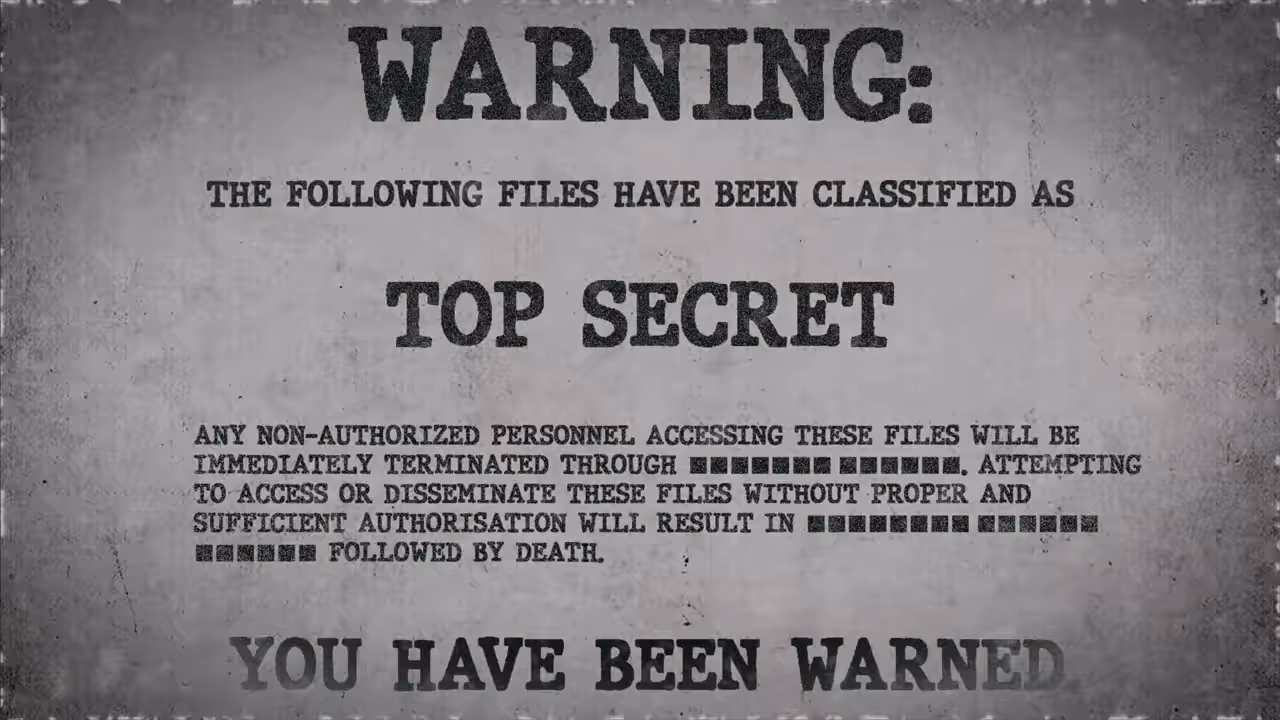 WARNING:
THE FOLLOWING FILES HAVE BEEN CLASSIFIED AS
TOP SECRET
ANY NON-AUTHORIZED PERSONNEL ACCESSING THESE FILES WILL BE
IMMEDIATELY TERMINATED THROUGH ■■■■■■■ ■■■■■■. ATTEMPTING
TO ACCESS OR DISSEMINATE THESE FILES WITHOUT PROPER AND
SUFFICIENT AUTHORISATION WILL RESULT IN ■■■■■■■■ ■■■■■■
■■■■■■ FOLLOWED BY DEATH.
YOU HAVE BEEN WARNED.